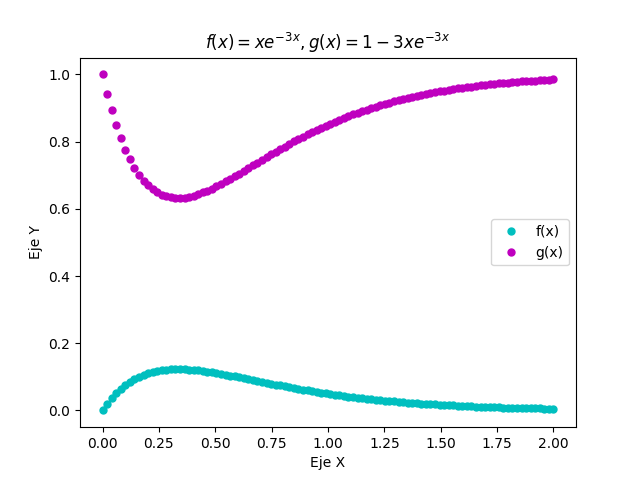 f(x) = xe^{-3x}, g(x) = 1 − 3xe^{-3x}
1.0
0.8
0.6
0.4
0.2
0.0
Eje Y
f(x)
g(x)
0.00 0.25 0.50 0.75 1.00 1.25 1.50 1.75 2.00
Eje X